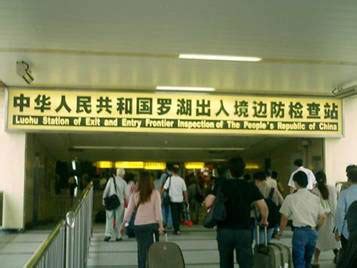 中华人民共和国罗湖出入境边防检查站
Luohu Station of Exit and Entry Frontier Inspection of The People's Republic of China